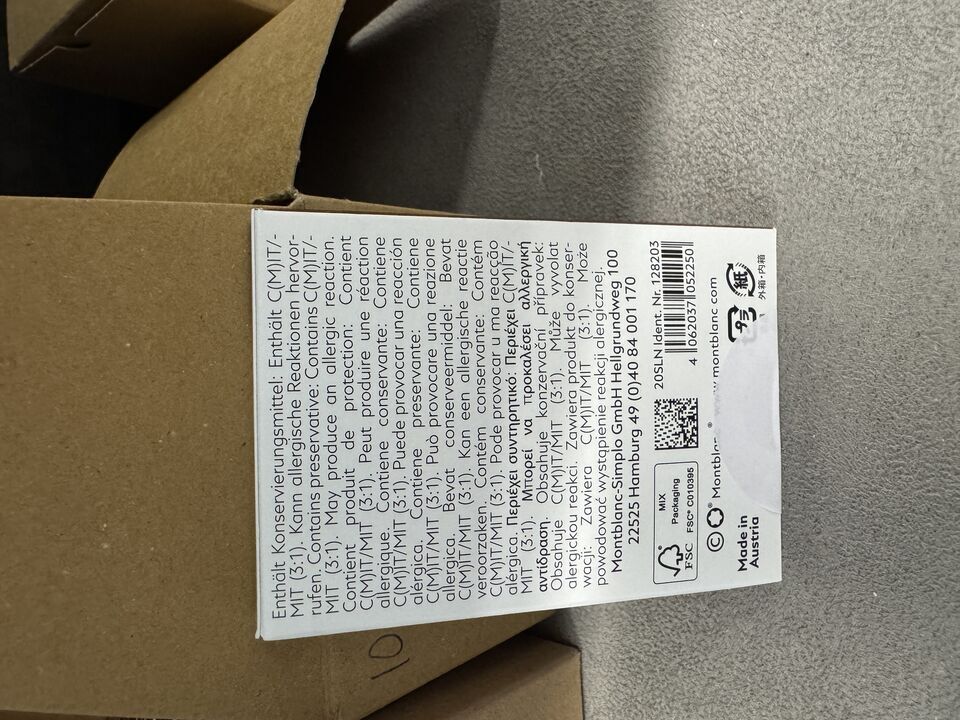 Enthält Konservierungsmittel: Enthält C(M)IT/-
MIT (3:1). Kann allergische Reaktionen hervor-
rufen. Contains preservative: Contains C(M)IT/-
MIT (3:1). May produce an allergic reaction.
Contient produit de protection: Contient
C(M)IT/MIT (3:1). Peut produire une réaction
allergique. Contiene conservante: Contiene
C(M)IT/MIT (3:1). Puede provocar una reacción
alérgica. Contiene preservante: Contiene
C(M)IT/MIT (3:1). Può provocare una reazione
allergica. Bevat conserveermiddel: Bevat
C(M)IT/MIT (3:1). Kan een allergische reactie
veroorzaken. Contém conservante: Contém
C(M)IT/MIT (3:1). Pode provocar u ma reacção
alérgica. Περιέχει συντηρητικό: Περιέχει C(M)IT/-
MIT (3:1). Μπορεί να προκαλέσει αλλεργική
αντίδραση. Obsahuje konzervační přípravek:
Obsahuje C(M)IT/MIT (3:1). Může vyvolat
alergickou reakci. Zawiera produkt do konser-
wacji: Zawiera C(M)IT/MIT (3:1). Może
powodować wystąpienie reakcji alergicznej.
Montblanc-Simplo GmbH Hellgrundweg 100
22525 Hamburg 49 (0)40 84 001 170
FSC
MIX
Packaging
FSC® C010395
20SLN Ident. Nr. 128203
4 062037 052250
© Montblanc® www.montblanc.com
Made in
Austria
93
紙
外箱・内箱
10